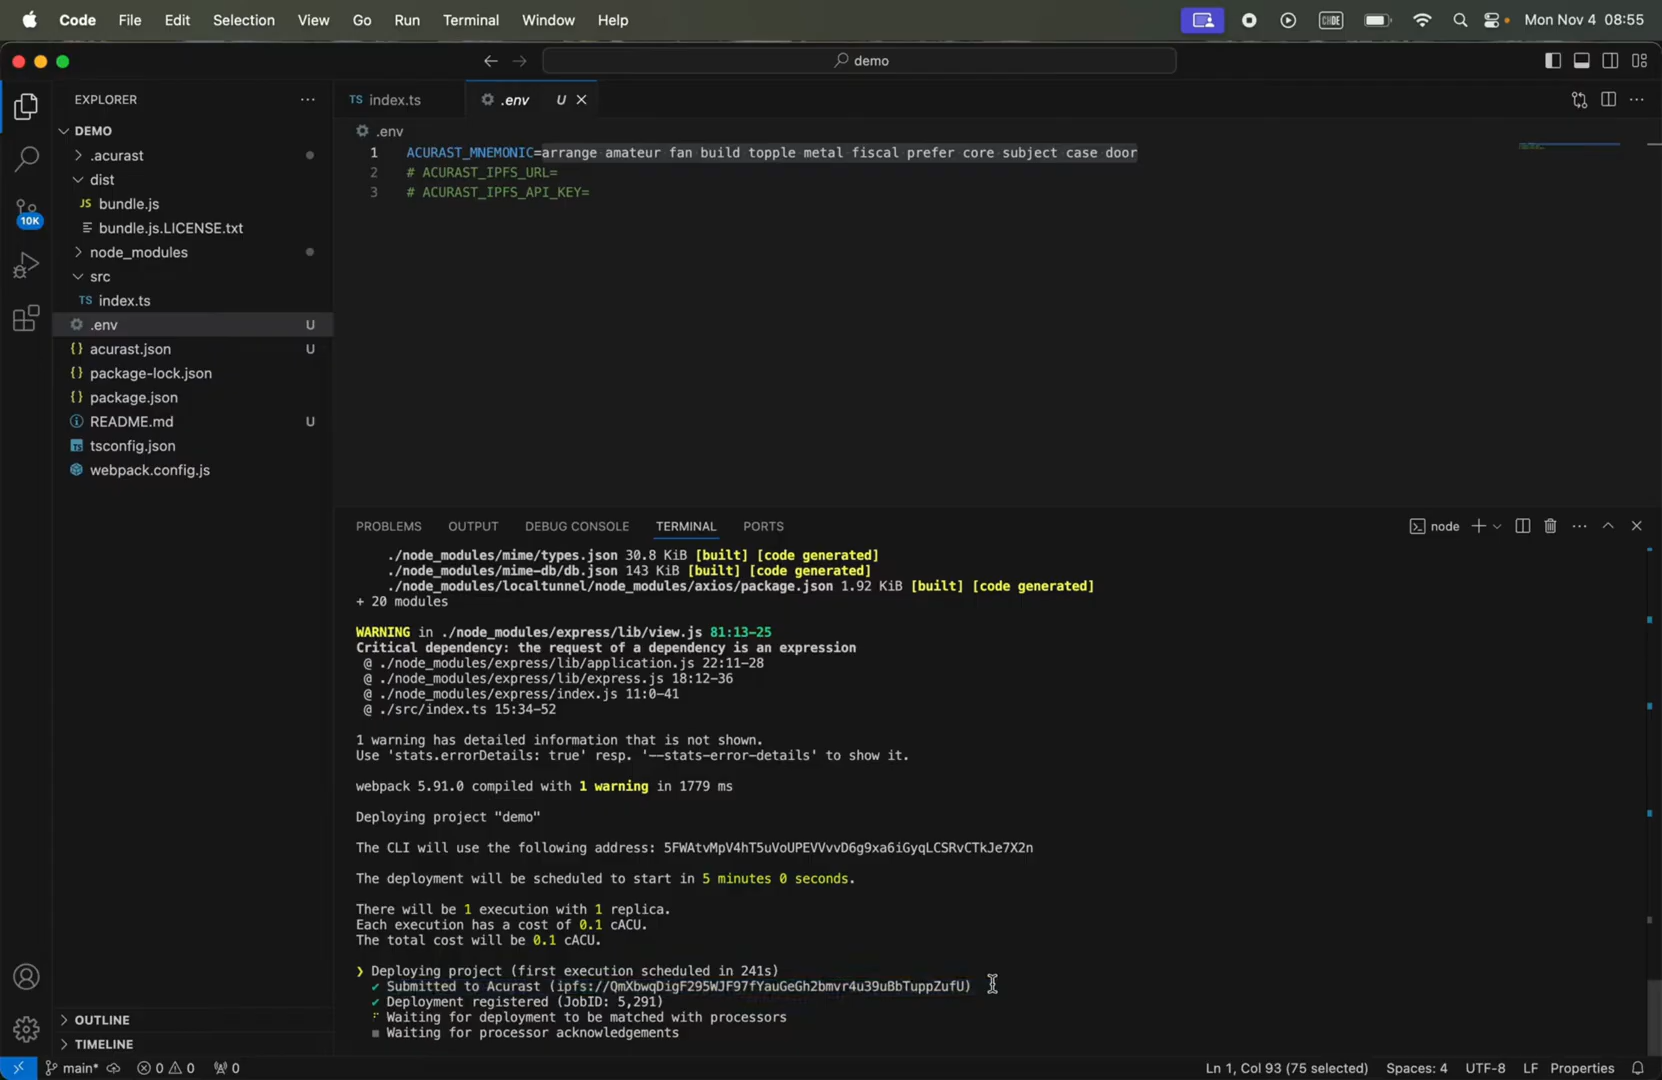 Code File Edit Selection View Go Run Terminal Window Help
CODE
Mon Nov 4 08:55
demo
EXPLORER
DEMO
.acurast
dist
JS bundle.js
bundle.js.LICENSE.txt
node_modules
src
TS index.ts
.env U
{} acurast.json U
{} package-lock.json
{} package.json
README.md U
tsconfig.json
webpack.config.js
OUTLINE
TIMELINE
10K
TS index.ts
.env U
.env
1 ACURAST_MNEMONIC=arrange amateur fan build topple metal fiscal prefer core subject case door
2 # ACURAST_IPFS_URL=
3 # ACURAST_IPFS_API_KEY=
PROBLEMS OUTPUT DEBUG CONSOLE TERMINAL PORTS
node
./node_modules/mime/types.json 30.8 KiB [built] [code generated]
./node_modules/mime-db/db.json 143 KiB [built] [code generated]
./node_modules/localtunnel/node_modules/axios/package.json 1.92 KiB [built] [code generated]
+ 20 modules
WARNING in ./node_modules/express/lib/view.js 81:13-25
Critical dependency: the request of a dependency is an expression
@ ./node_modules/express/lib/application.js 22:11-28
@ ./node_modules/express/lib/express.js 18:12-36
@ ./node_modules/express/index.js 11:0-41
@ ./src/index.ts 15:34-52
1 warning has detailed information that is not shown.
Use 'stats.errorDetails: true' resp. '--stats-error-details' to show it.
webpack 5.91.0 compiled with 1 warning in 1779 ms
Deploying project "demo"
The CLI will use the following address: 5FWAtvMpV4hT5uVoUPEVVvvD6g9xa6iGyqLCSRvCTkJe7X2n
The deployment will be scheduled to start in 5 minutes 0 seconds.
There will be 1 execution with 1 replica.
Each execution has a cost of 0.1 cACU.
The total cost will be 0.1 cACU.
❯ Deploying project (first execution scheduled in 241s)
✔ Submitted to Acurast (ipfs://QmXbwqDigF295WJF97fYauGeGh2bmvr4u39uBbTuppZufU)
✔ Deployment registered (JobID: 5,291)
Waiting for deployment to be matched with processors
Waiting for processor acknowledgements
main* 0 0 0
Ln 1, Col 93 (75 selected) Spaces: 4 UTF-8 LF Properties